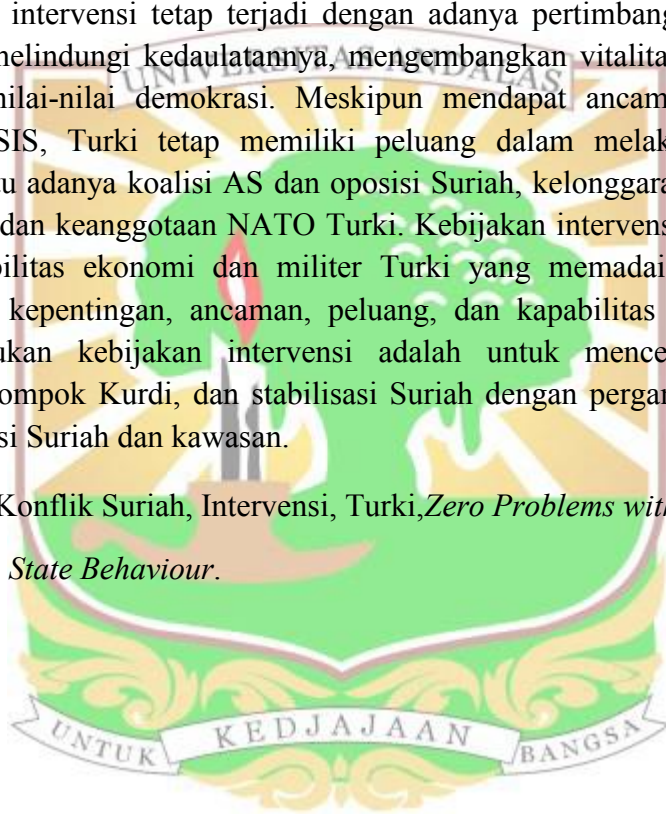 intervensi tetap terjadi dengan adanya pertimbang
melindungi kedaulatannya, mengembangkan vitalita
UNIVERSITAS ANDALAS
nilai-nilai demokrasi. Meskipun mendapat ancam
SIS, Turki tetap memiliki peluang dalam melak
tu adanya koalisi AS dan oposisi Suriah, kelonggara
dan keanggotaan NATO Turki. Kebijakan intervens
bilitas ekonomi dan militer Turki yang memadai
kepentingan, ancaman, peluang, dan kapabilitas
ukan kebijakan intervensi adalah untuk mence
ompok Kurdi, dan stabilisasi Suriah dengan pergan
si Suriah dan kawasan.
Konflik Suriah, Intervensi, Turki,Zero Problems with
State Behaviour.
UNTUK KEDJAJAAN BANGSA